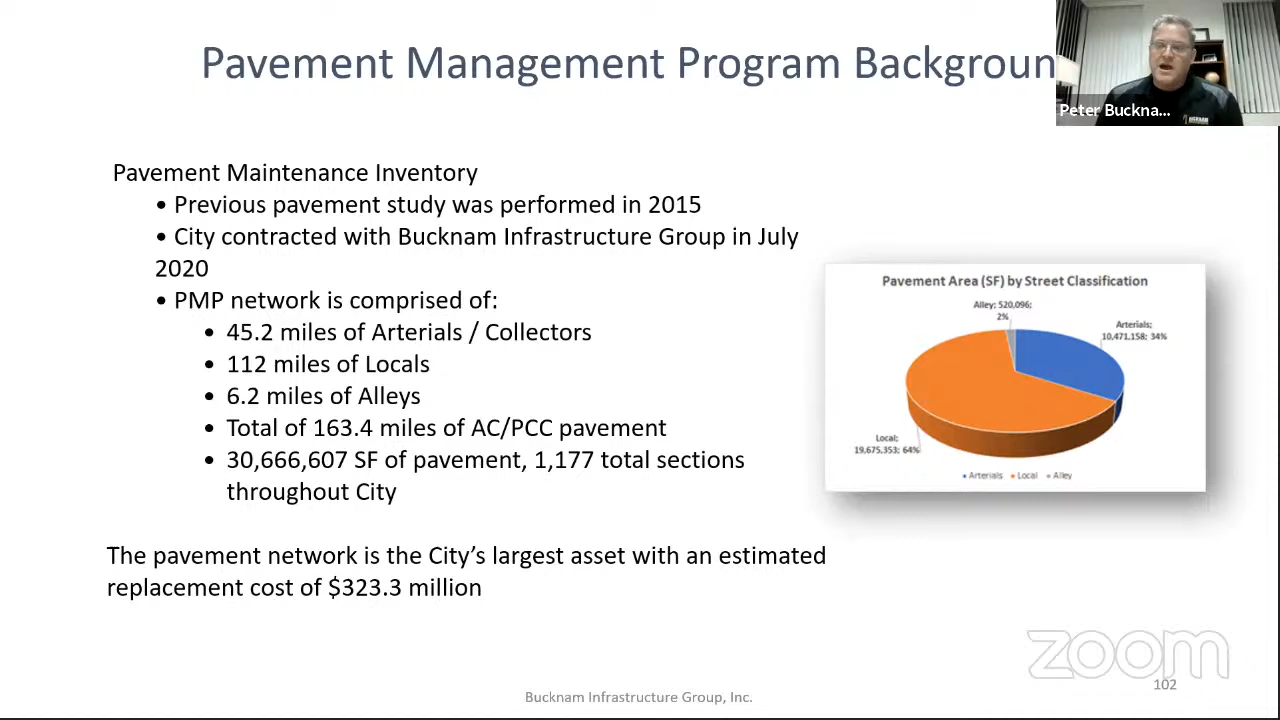 Pavement Management Program Backgroun
Peter Buckna...
Pavement Maintenance Inventory
• Previous pavement study was performed in 2015
• City contracted with Bucknam Infrastructure Group in July
2020
• PMP network is comprised of:
• 45.2 miles of Arterials / Collectors
• 112 miles of Locals
• 6.2 miles of Alleys
• Total of 163.4 miles of AC/PCC pavement
• 30,666,607 SF of pavement, 1,177 total sections
throughout City
The pavement network is the City's largest asset with an estimated
replacement cost of $323.3 million
Pavement Area (SF) by Street Classification
Alley; 520,096;
2%
Arterials;
10,471,158; 34%
Local;
19,675,353; 64%
Arterials Local Alley
zoom
102
Bucknam Infrastructure Group, Inc.